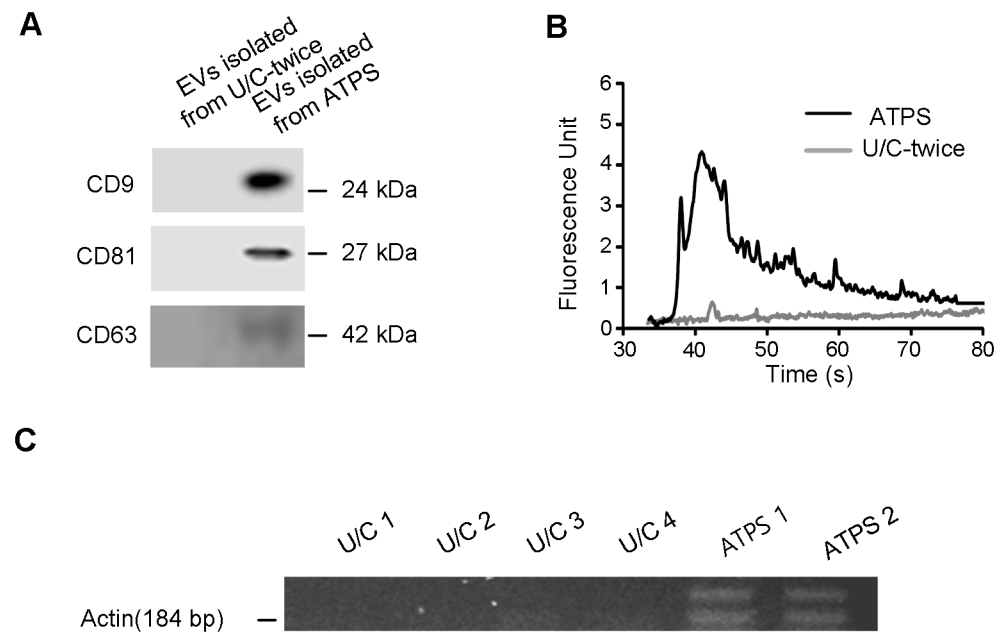 A
EVs isolated
from U/C-twice
EVs isolated
from ATPS
CD9
24 kDa
CD81
27 kDa
CD63
42 kDa
B
Fluorescence Unit
6
5
4
3
2
1
0
30 40 50 60 70 80
Time (s)
ATPS
U/C-twice
C
U/C 1 U/C 2 U/C 3 U/C 4 ATPS 1 ATPS 2
Actin(184 bp)